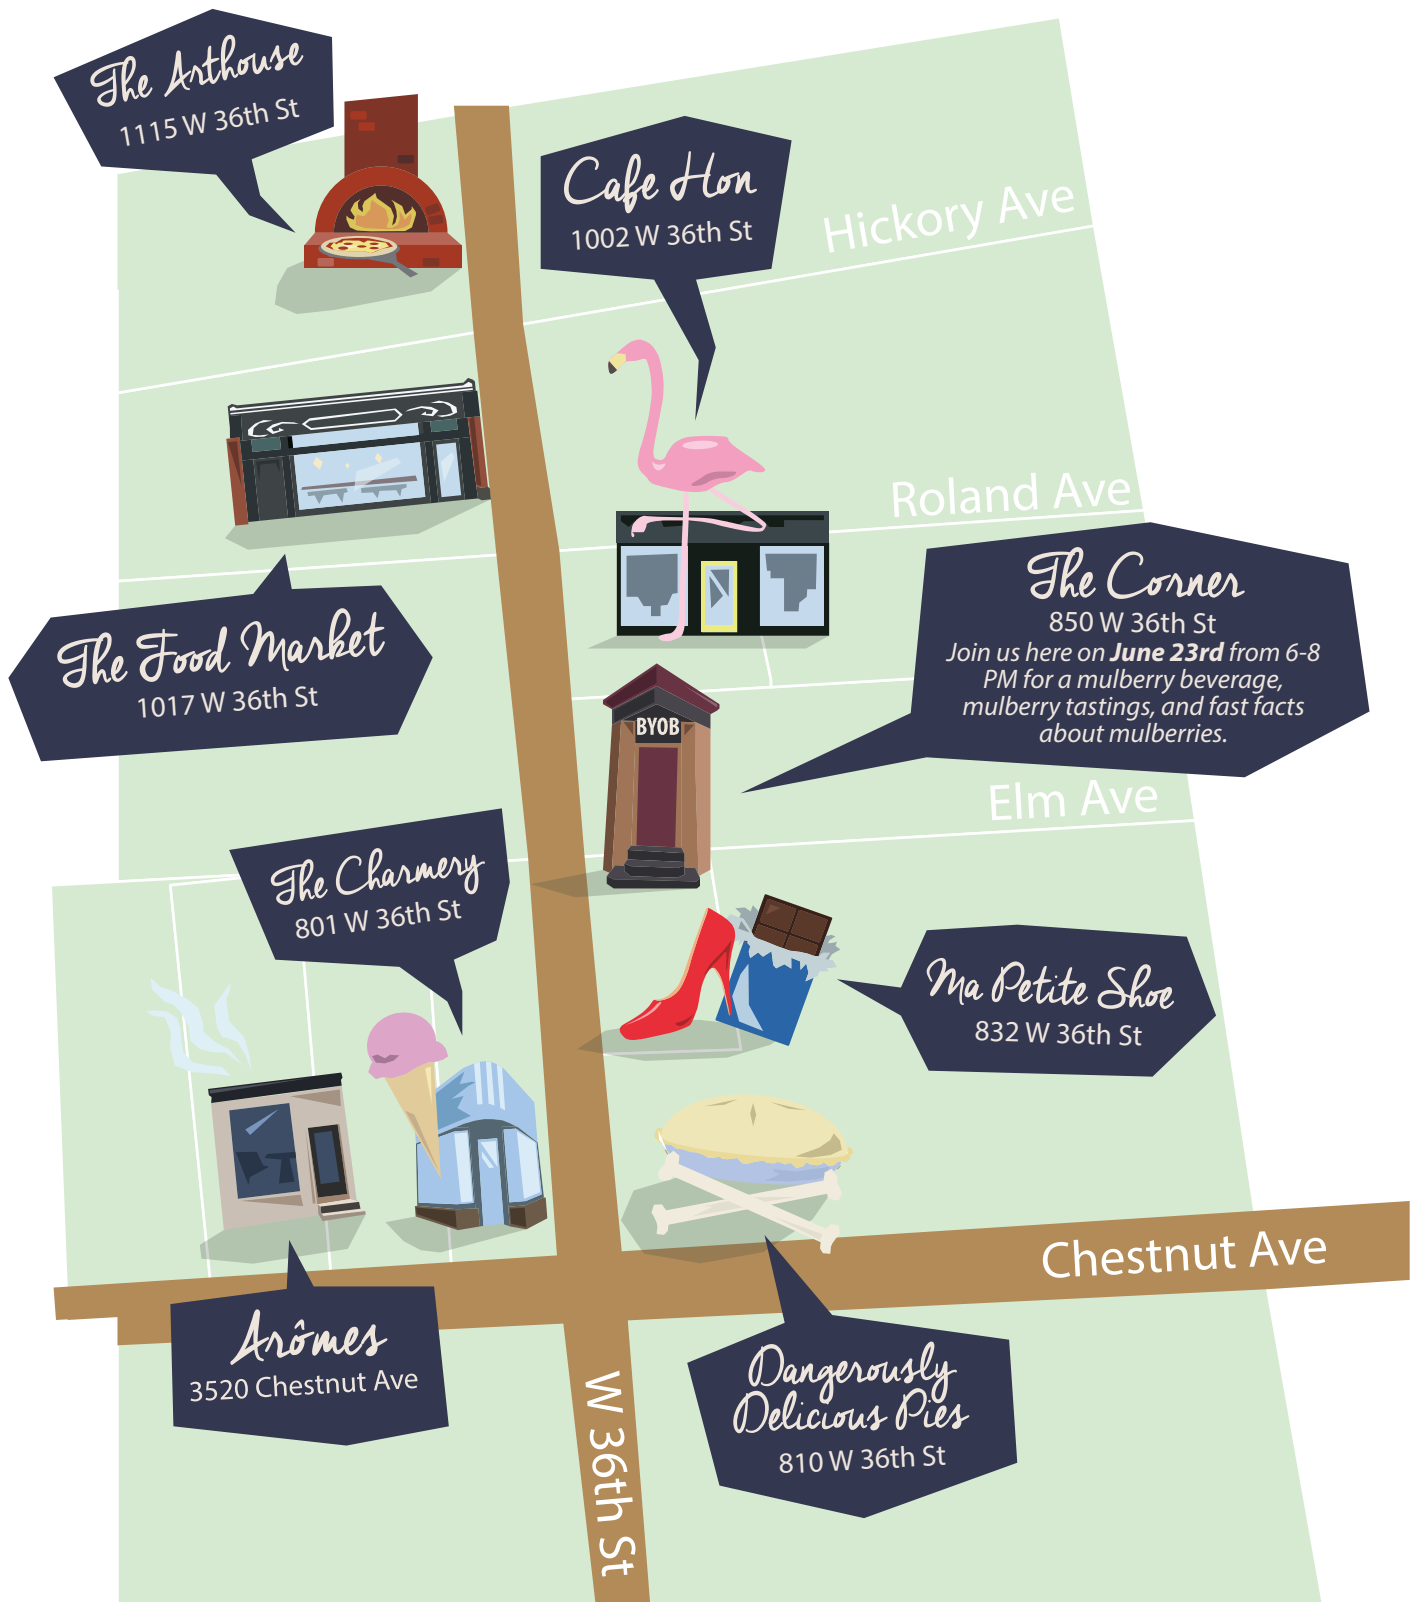 The Arthouse
1115 W 36th St
Cafe Hon
1002 W 36th St
Hickory Ave
Roland Ave
The Corner
850 W 36th St
Join us here on June 23rd from 6-8
PM for a mulberry beverage,
mulberry tastings, and fast facts
about mulberries.
The Food Market
1017 W 36th St
BYOB
Elm Ave
The Charmery
801 W 36th St
Ma Petite Shoe
832 W 36th St
Chestnut Ave
Arômes
3520 Chestnut Ave
Dangerously
Delicious Pies
810 W 36th St
W 36th St